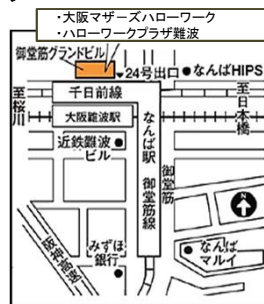 ・大阪マザーズハローワーク
・ハローワークプラザ難波
御堂筋グランドビル
24号出口
なんばHIPS
至桜川
千日前線
至日本橋
大阪難波駅
なんば駅 御堂筋線
御堂筋
近鉄難波ビル
阪神高速
みずほ銀行
なんばマルイ
N